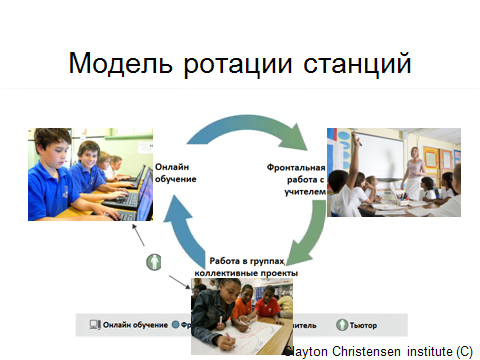 Модель ротации станций
Онлайн
обучение
Фронтальная
работа с
учителем
Работа в группах,
коллективные проекты
Онлайн обучение
Тьютор
Clayton Christensen institute (C)